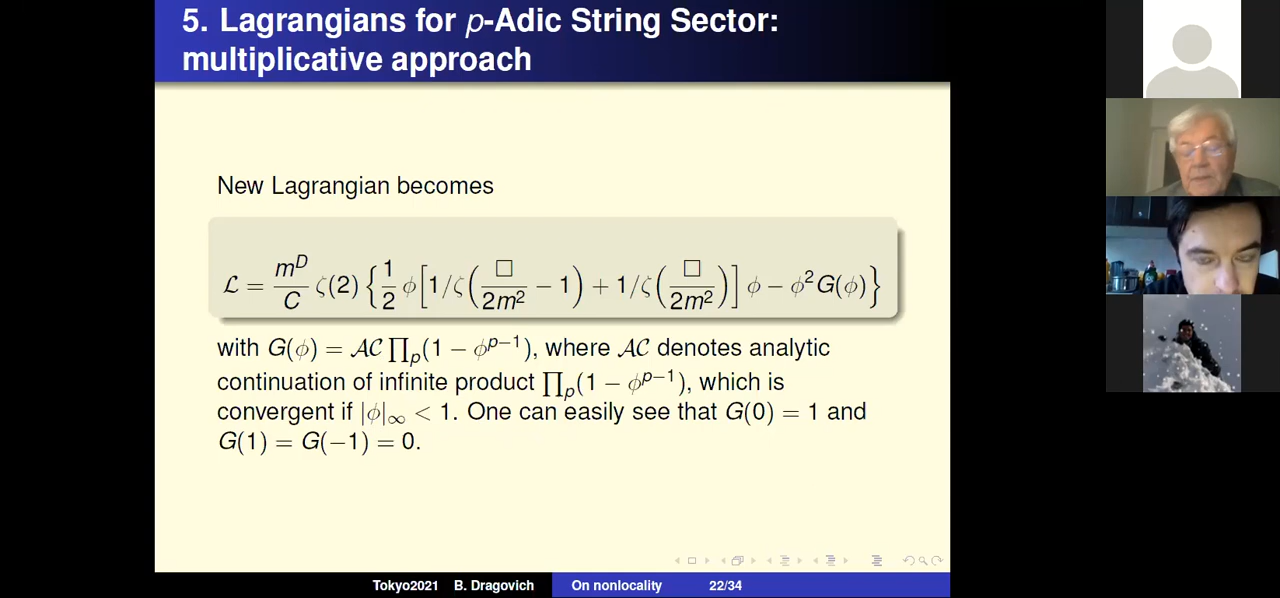 5. Lagrangians for p-Adic String Sector:
multiplicative approach
New Lagrangian becomes
ℒ = m^D/C ζ(2) { 1/2 ϕ [ 1/ζ( □/2m² − 1 ) + 1/ζ( □/2m² ) ] ϕ − ϕ² G(ϕ) }
with G(ϕ) = 𝒜𝒞 ∏_p (1 − ϕ^{p−1}), where 𝒜𝒞 denotes analytic
continuation of infinite product ∏_p (1 − ϕ^{p−1}), which is
convergent if |ϕ|_∞ < 1. One can easily see that G(0) = 1 and
G(1) = G(−1) = 0.
Tokyo2021 B. Dragovich On nonlocality 22/34